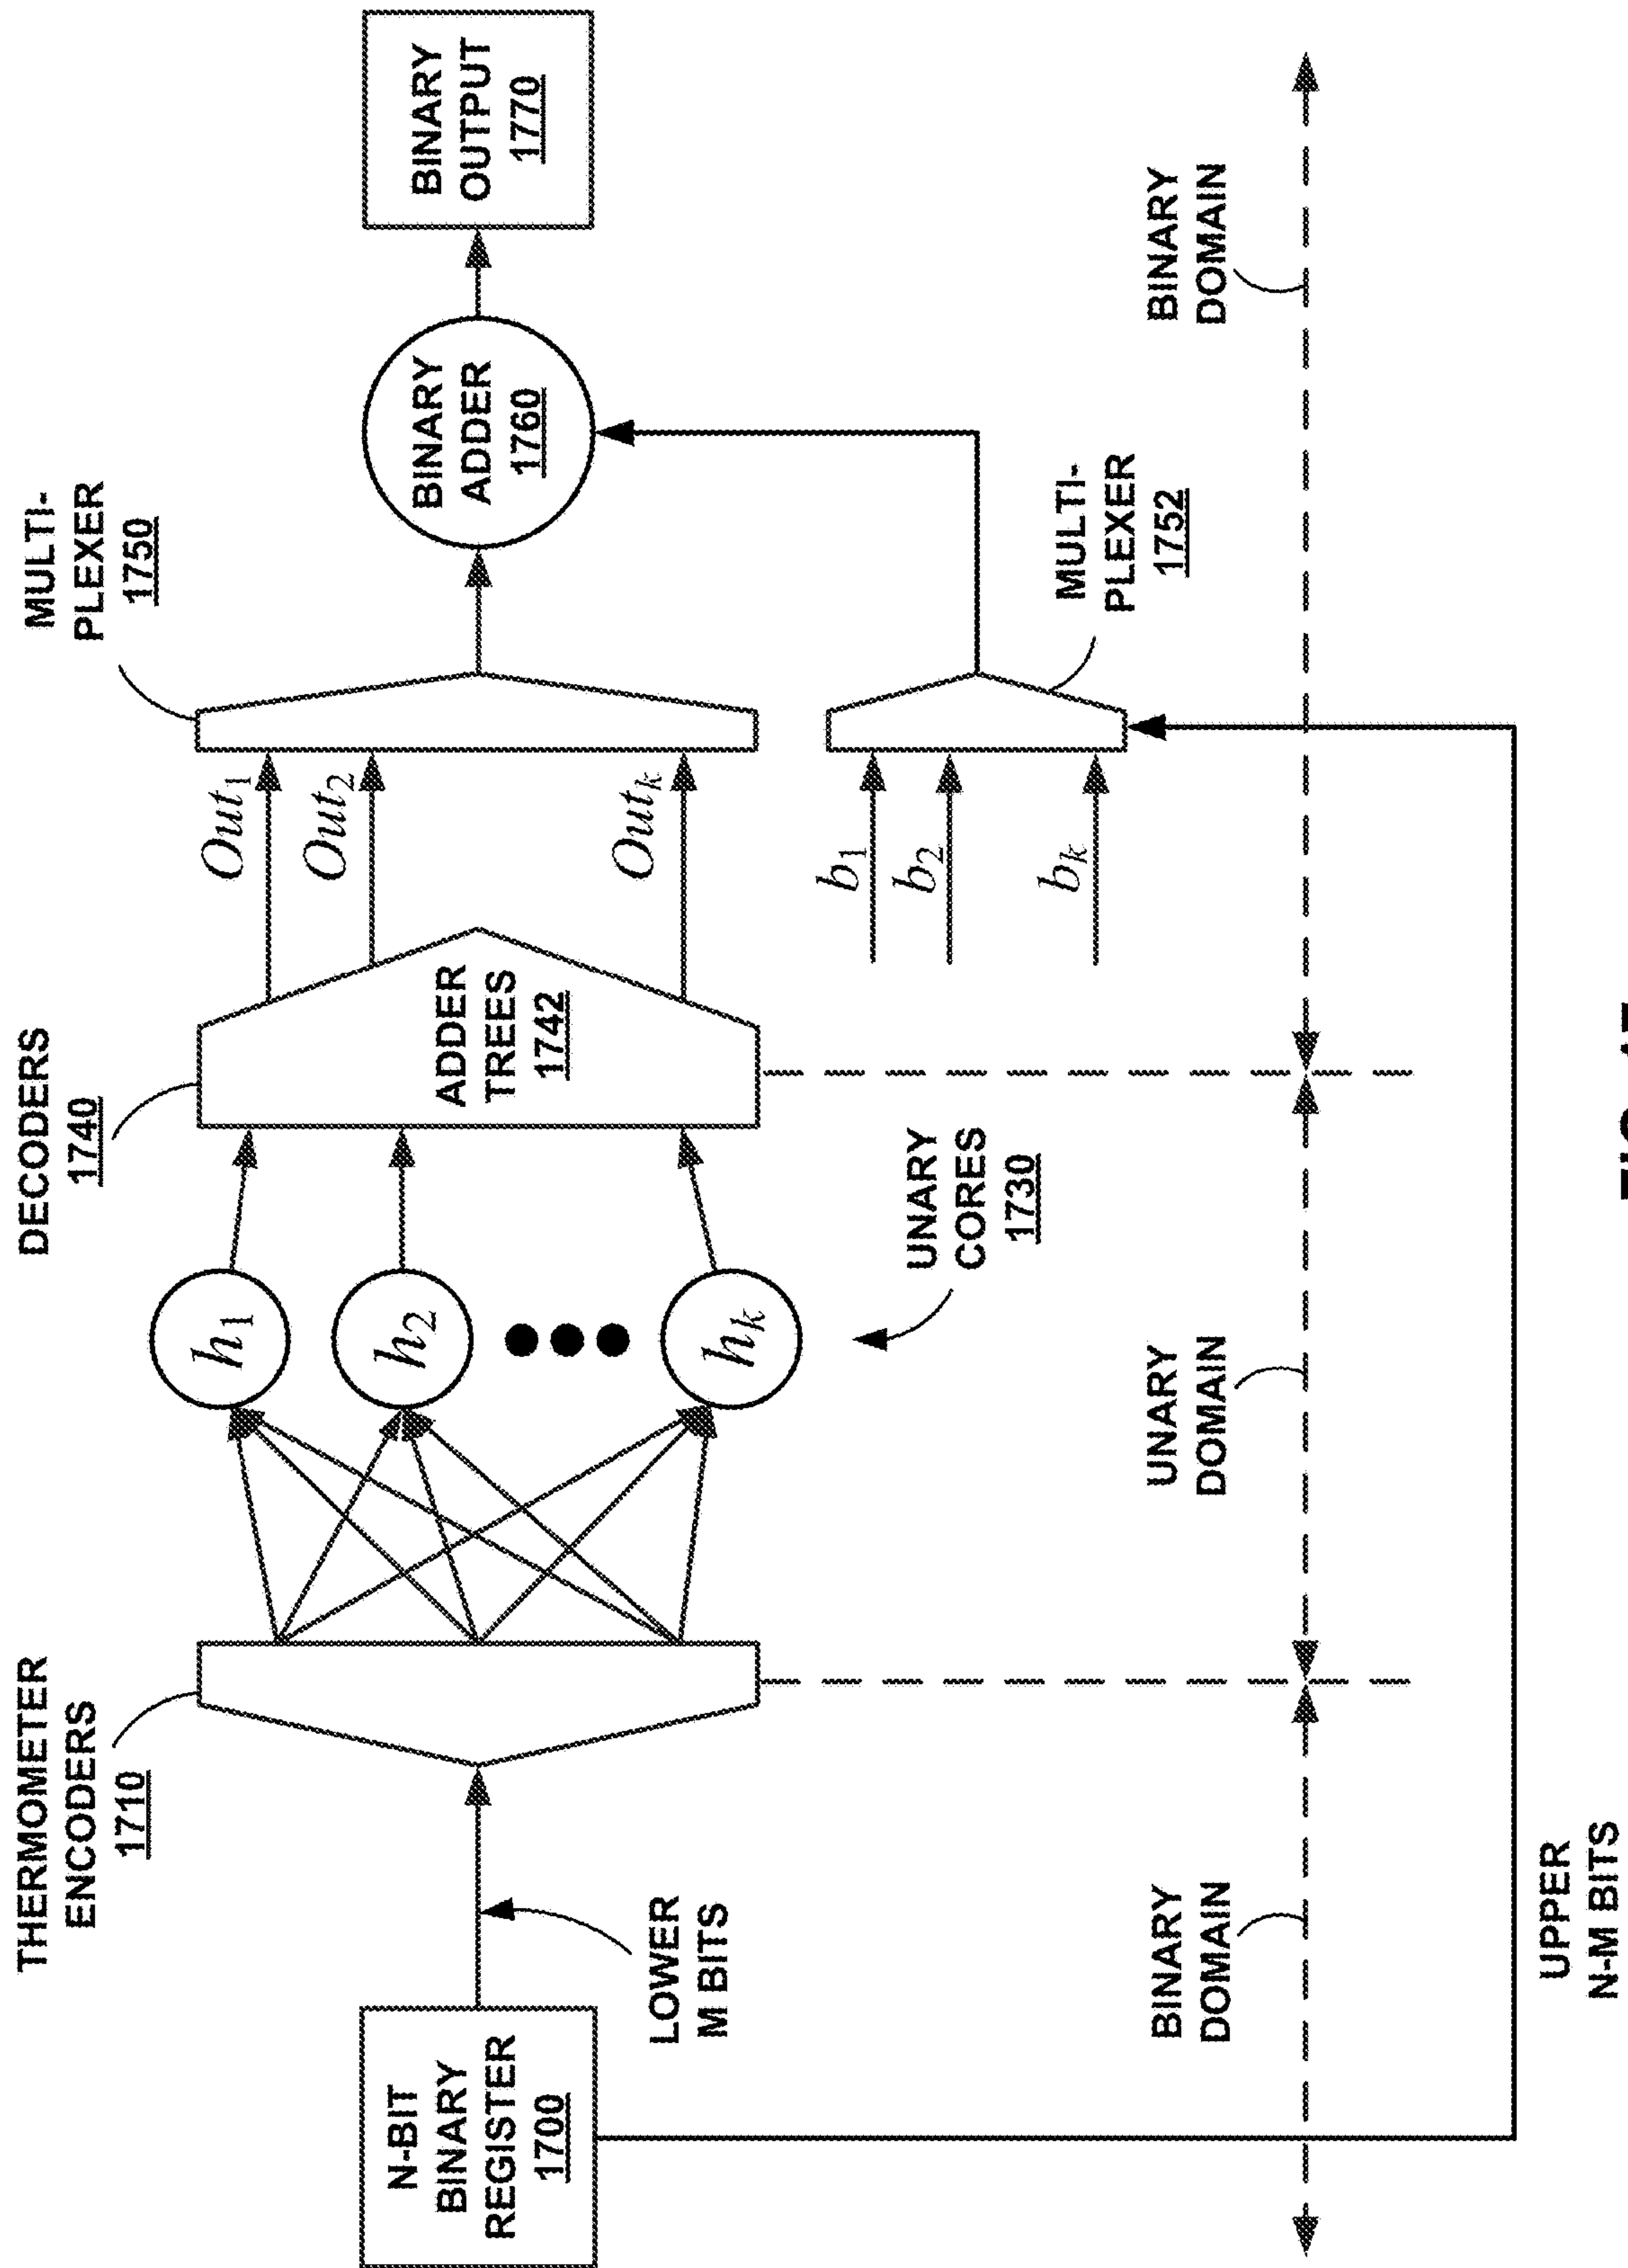 THERMOMETER
ENCODERS
1710
DECODERS
1740
MULTI-
PLEXER
1750
N-BIT
BINARY
REGISTER
1700
LOWER
M BITS
h1
h2
hk
UNARY
CORES
1730
ADDER
TREES
1742
Out1
Out2
Outk
b1
b2
bk
MULTI-
PLEXER
1752
BINARY
ADDER
1760
BINARY
OUTPUT
1770
BINARY
DOMAIN
UNARY
DOMAIN
BINARY
DOMAIN
UPPER
N-M BITS